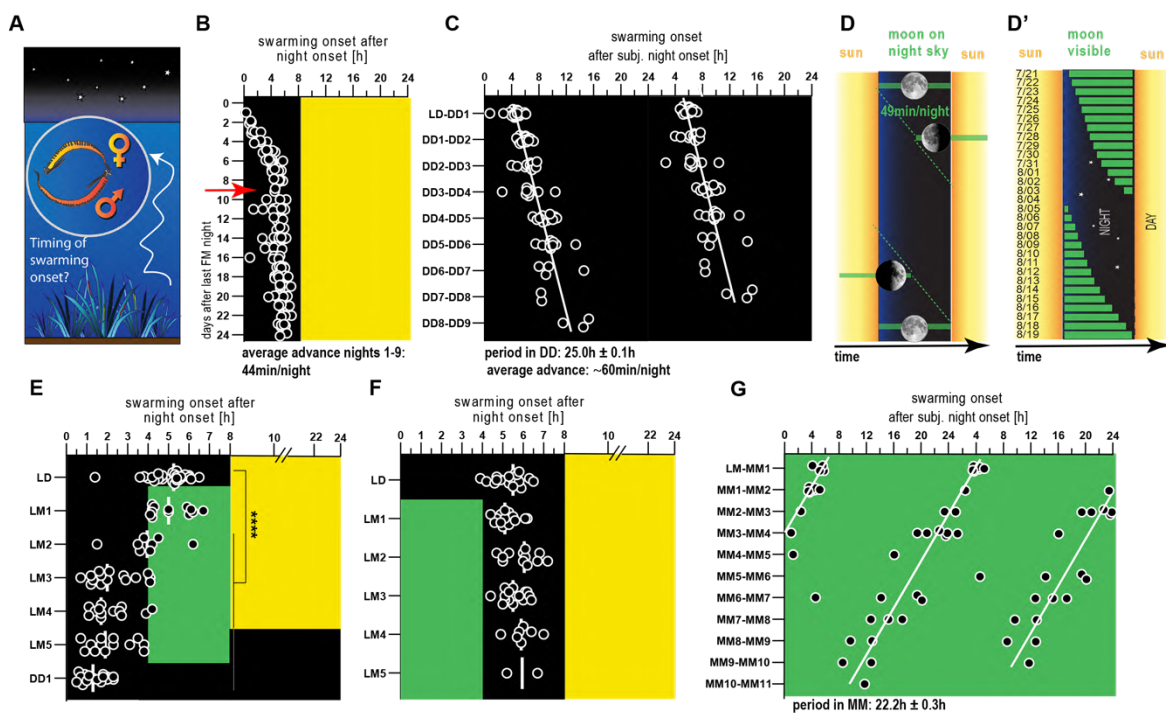 A
Timing of
swarming
onset?
B
swarming onset after
night onset [h]
0 4 8 12 16 20 24
days after last FM night
0
2
4
6
8
10
12
14
16
18
20
22
24
average advance nights 1-9:
44min/night
C
swarming onset
after subj. night onset [h]
0 4 8 12 16 20 24 4 8 12 16 20 24
LD-DD1
DD1-DD2
DD2-DD3
DD3-DD4
DD4-DD5
DD5-DD6
DD6-DD7
DD7-DD8
DD8-DD9
period in DD: 25.0h ± 0.1h
average advance: ~60min/night
D
moon on
sun night sky sun
49min/night
time
D'
moon
sun visible sun
7/21
7/22
7/23
7/24
7/25
7/26
7/27
7/28
7/29
7/30
7/31
8/01
8/02
8/03
8/04
8/05
8/06
8/07
8/08
8/09
8/10
8/11
8/12
8/13
8/14
8/15
8/16
8/17
8/18
8/19
NIGHT
DAY
time
E
swarming onset after
night onset [h]
0 1 2 3 4 5 6 7 8 10 24
LD
LM1
LM2
LM3
LM4
LM5
DD1
****
F
swarming onset after
night onset [h]
0 1 2 3 4 5 6 7 8 10 24
LD
LM1
LM2
LM3
LM4
LM5
G
swarming onset
after subj. night onset [h]
0 4 8 12 16 20 24 4 8 12 16 20 24
LM-MM1
MM1-MM2
MM2-MM3
MM3-MM4
MM4-MM5
MM5-MM6
MM6-MM7
MM7-MM8
MM8-MM9
MM9-MM10
MM10-MM11
period in MM: 22.2h ± 0.3h